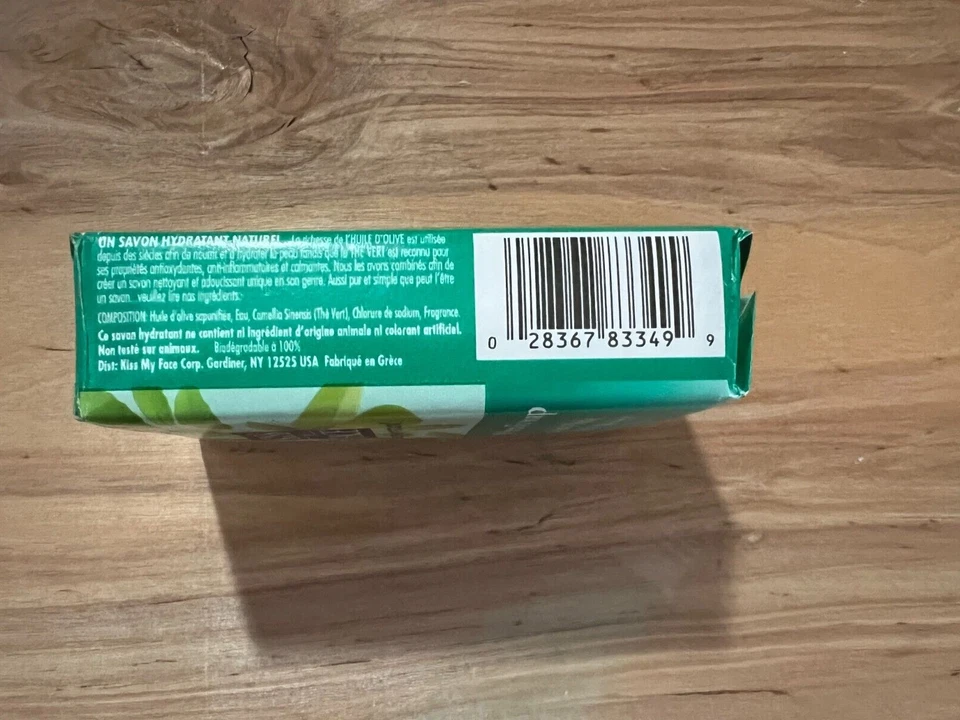 UN SAVON HYDRATANT NATUREL La richesse de l'HUILE D'OLIVE est utilisée
depuis des siècles afin de nourrir et d'hydrater la peau tandis que le THÉ VERT est reconnu pour
ses propriétés antioxydantes, anti-inflammatoires et calmantes. Nous les avons combinés afin de
créer un savon nettoyant et adoucissant unique en son genre. Aussi pur et simple que peut l'être
un savon...veuillez lire nos ingrédients.
COMPOSITION: Huile d'olive saponifiée, Eau, Camellia Sinensis (Thé Vert), Chlorure de sodium, Fragrance.
Ce savon hydratant ne contient ni ingrédient d'origine animale ni colorant artificiel.
Non testé sur animaux. Biodégradable à 100%
Dist: Kiss My Face Corp. Gardiner, NY 12525 USA Fabriqué en Grèce
0 28367 83349 9